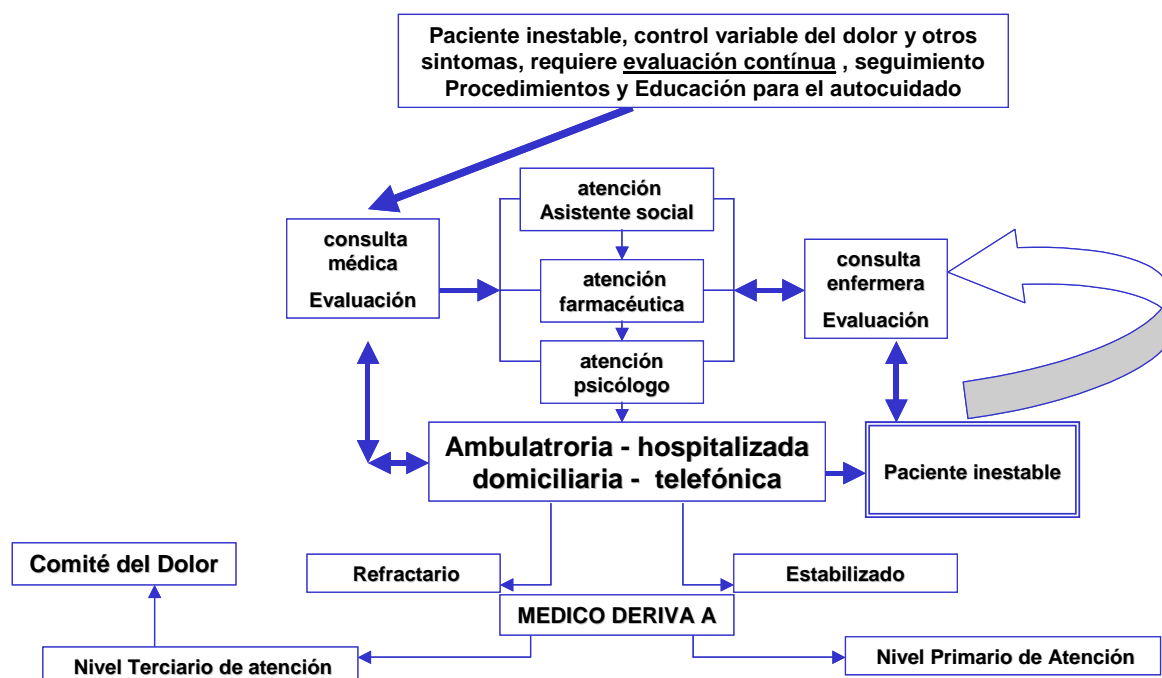 Paciente inestable, control variable del dolor y otros
sintomas, requiere evaluación contínua , seguimiento
Procedimientos y Educación para el autocuidado
atención
Asistente social
consulta
médica
Evaluación
atención
farmacéutica
consulta
enfermera
Evaluación
atención
psicólogo
Ambulatroria - hospitalizada
domiciliaria - telefónica
Paciente inestable
Comité del Dolor
Refractario
Estabilizado
MEDICO DERIVA A
Nivel Terciario de atención
Nivel Primario de Atención